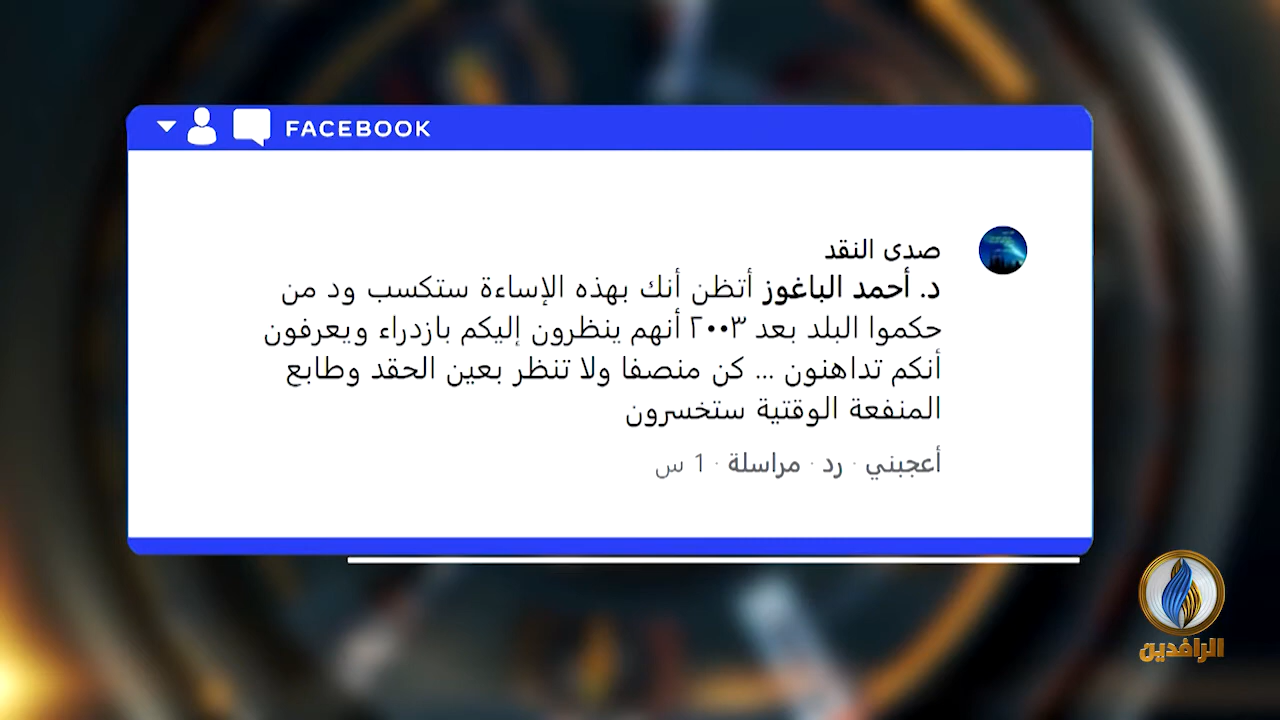 FACEBOOK
صدى النقد
د. أحمد الباغوز أتظن أنك بهذه الإساءة ستكسب ود من
حكموا البلد بعد ٢٠٠٣ أنهم ينظرون إليكم بازدراء ويعرفون
أنكم تداهنون ... كن منصفا ولا تنظر بعين الحقد وطابع
المنفعة الوقتية ستخسرون
أعجبني · رد · مراسلة · 1 س
الرافدين